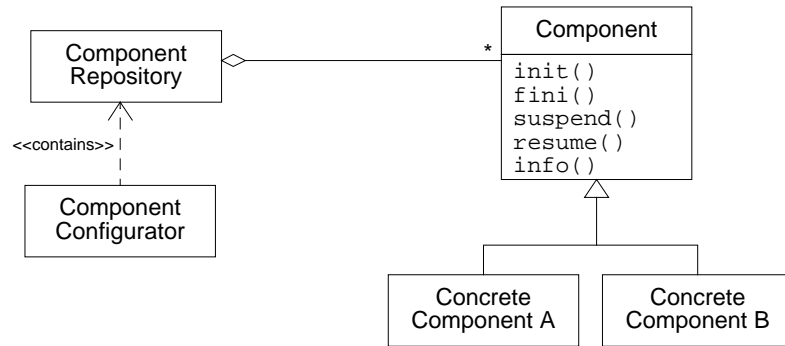 Component
Repository
*
Component
init()
fini()
suspend()
resume()
info()
<<contains>>
Component
Configurator
Concrete
Component A
Concrete
Component B